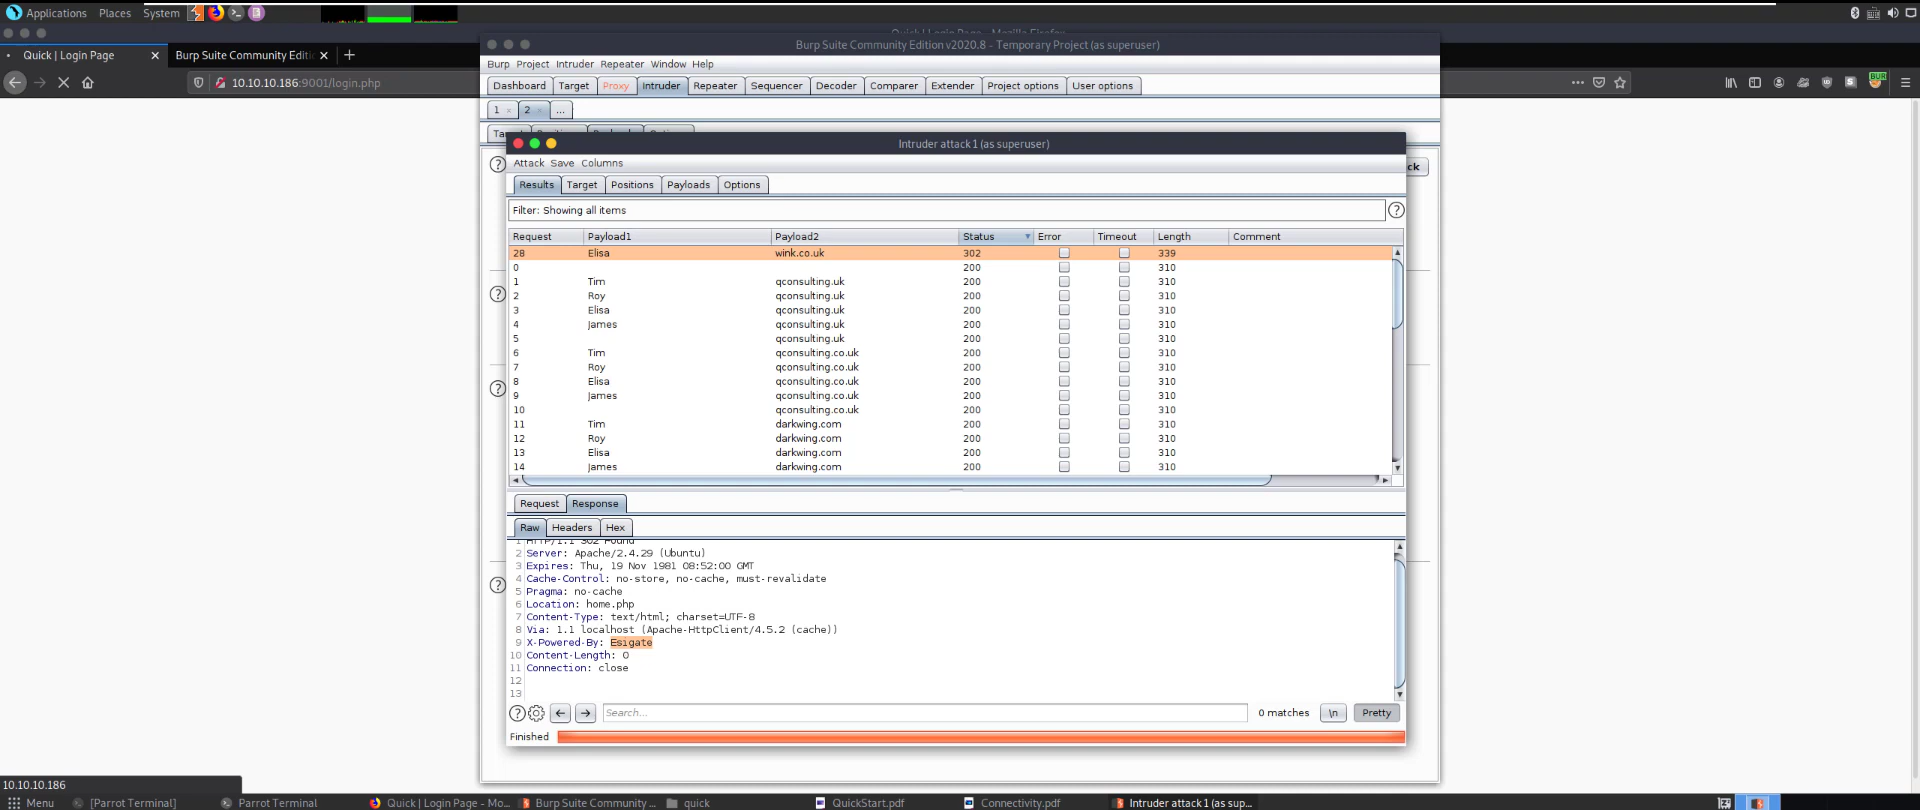 Applications Places System
Quick | Login Page - Mozilla Firefox
Quick | Login Page × Burp Suite Community Editi × +
10.10.10.186:9001/login.php
Burp Suite Community Edition v2020.8 - Temporary Project (as superuser)
Burp Project Intruder Repeater Window Help
Dashboard Target Proxy Intruder Repeater Sequencer Decoder Comparer Extender Project options User options
1 × 2 × ...
Intruder attack 1 (as superuser)
Attack Save Columns
ck
Results Target Positions Payloads Options
Filter: Showing all items
Request Payload1 Payload2 Status Error Timeout Length Comment
28 Elisa wink.co.uk 302 339
0 200 310
1 Tim qconsulting.uk 200 310
2 Roy qconsulting.uk 200 310
3 Elisa qconsulting.uk 200 310
4 James qconsulting.uk 200 310
5 qconsulting.uk 200 310
6 Tim qconsulting.co.uk 200 310
7 Roy qconsulting.co.uk 200 310
8 Elisa qconsulting.co.uk 200 310
9 James qconsulting.co.uk 200 310
10 qconsulting.co.uk 200 310
11 Tim darkwing.com 200 310
12 Roy darkwing.com 200 310
13 Elisa darkwing.com 200 310
14 James darkwing.com 200 310
Request Response
Raw Headers Hex
1 HTTP/1.1 302 Found
2 Server: Apache/2.4.29 (Ubuntu)
3 Expires: Thu, 19 Nov 1981 08:52:00 GMT
4 Cache-Control: no-store, no-cache, must-revalidate
5 Pragma: no-cache
6 Location: home.php
7 Content-Type: text/html; charset=UTF-8
8 Via: 1.1 localhost (Apache-HttpClient/4.5.2 (cache))
9 X-Powered-By: Esigate
10 Content-Length: 0
11 Connection: close
12
13
Search... 0 matches \n Pretty
Finished
10.10.10.186
Menu [Parrot Terminal] Parrot Terminal Quick | Login Page - Mo... Burp Suite Community ... quick QuickStart.pdf Connectivity.pdf Intruder attack 1 (as sup...